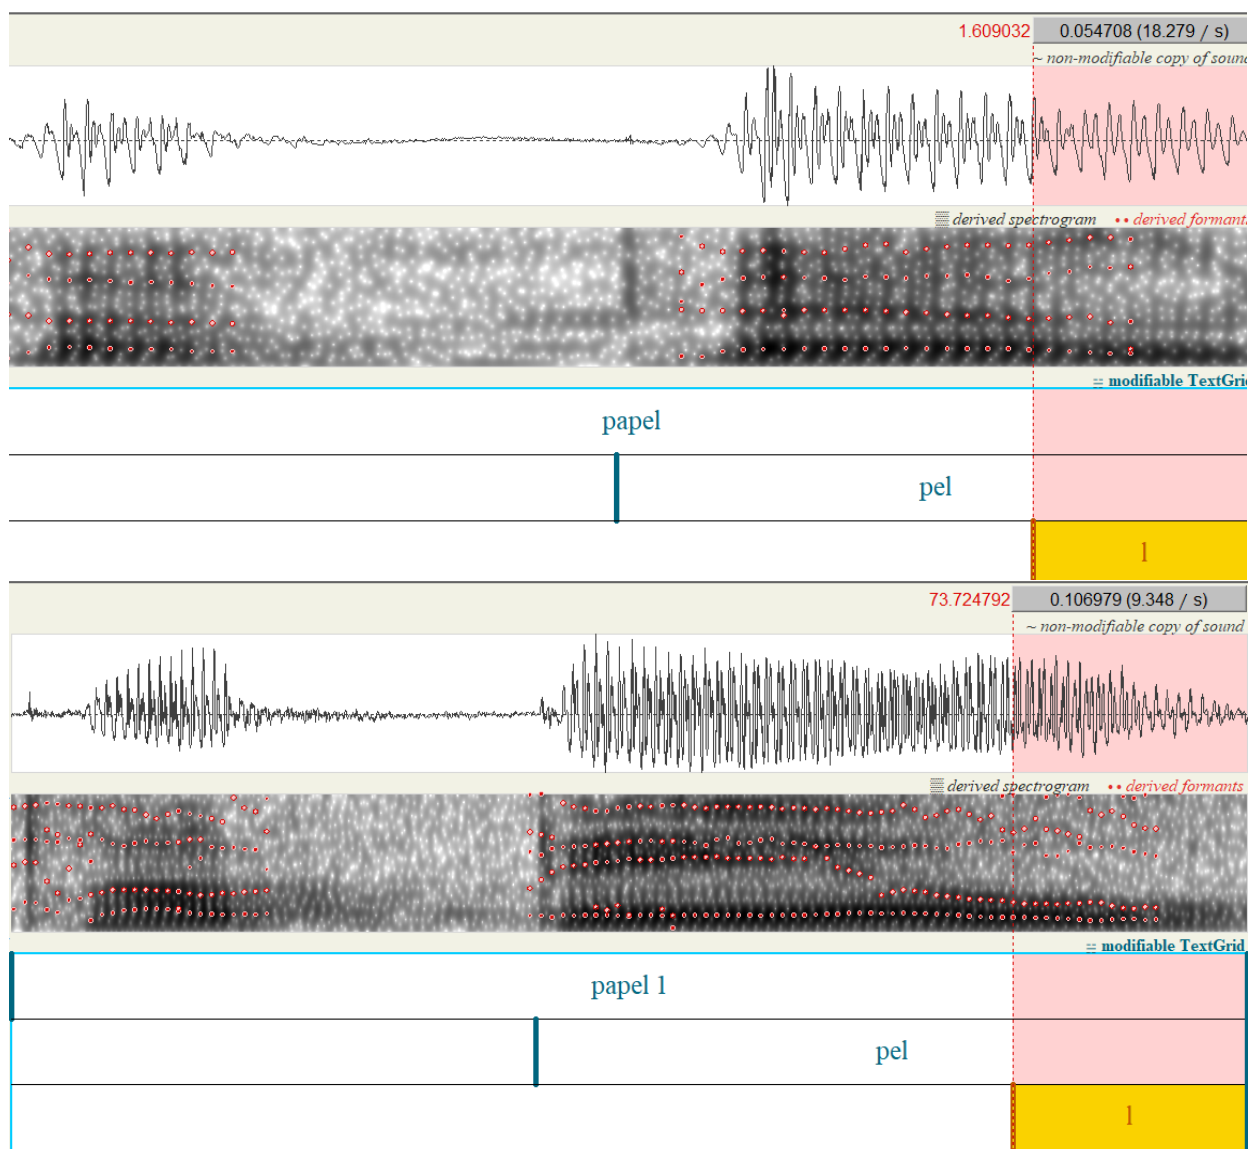 1.609032 0.054708 (18.279 / s)
~ non-modifiable copy of sound
derived spectrogram derived formants
modifiable TextGrid
papel
pel
l
73.724792 0.106979 (9.348 / s)
~ non-modifiable copy of sound
derived spectrogram derived formants
modifiable TextGrid
papel 1
pel
l